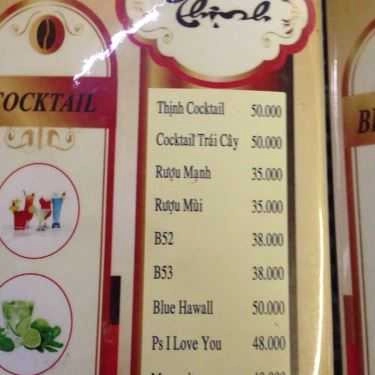 Thịnh
COCKTAIL
Thịnh Cocktail 50.000
Cocktail Trái Cây 50.000
Rượu Mạnh 35.000
Rượu Mùi 35.000
B52 38.000
B53 38.000
Blue Hawall 50.000
Ps I Love You 48.000